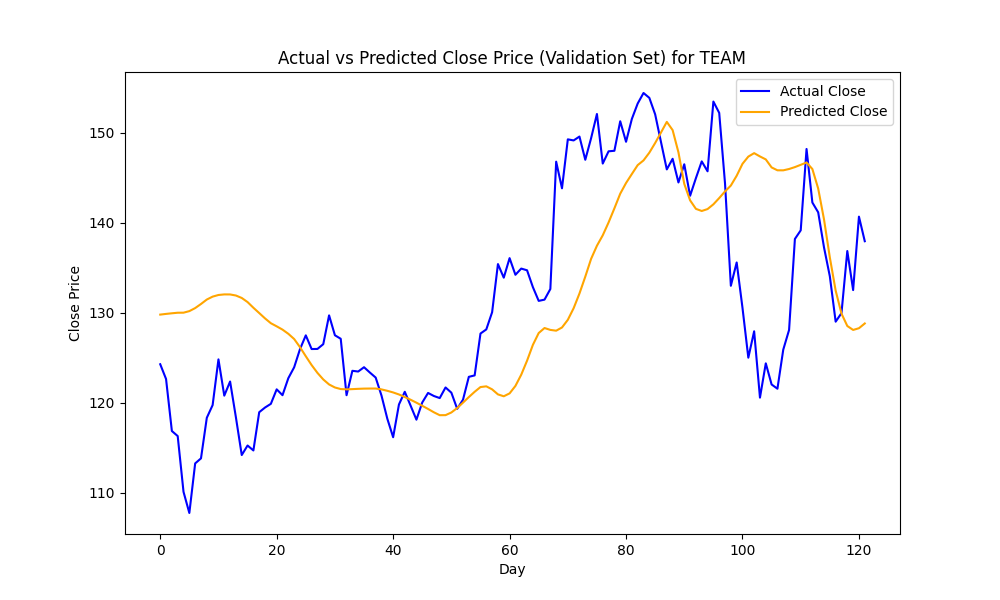 Actual vs Predicted Close Price (Validation Set) for TEAM
Actual Close
Predicted Close
Close Price
150
140
130
120
110
0 20 40 60 80 100 120
Day